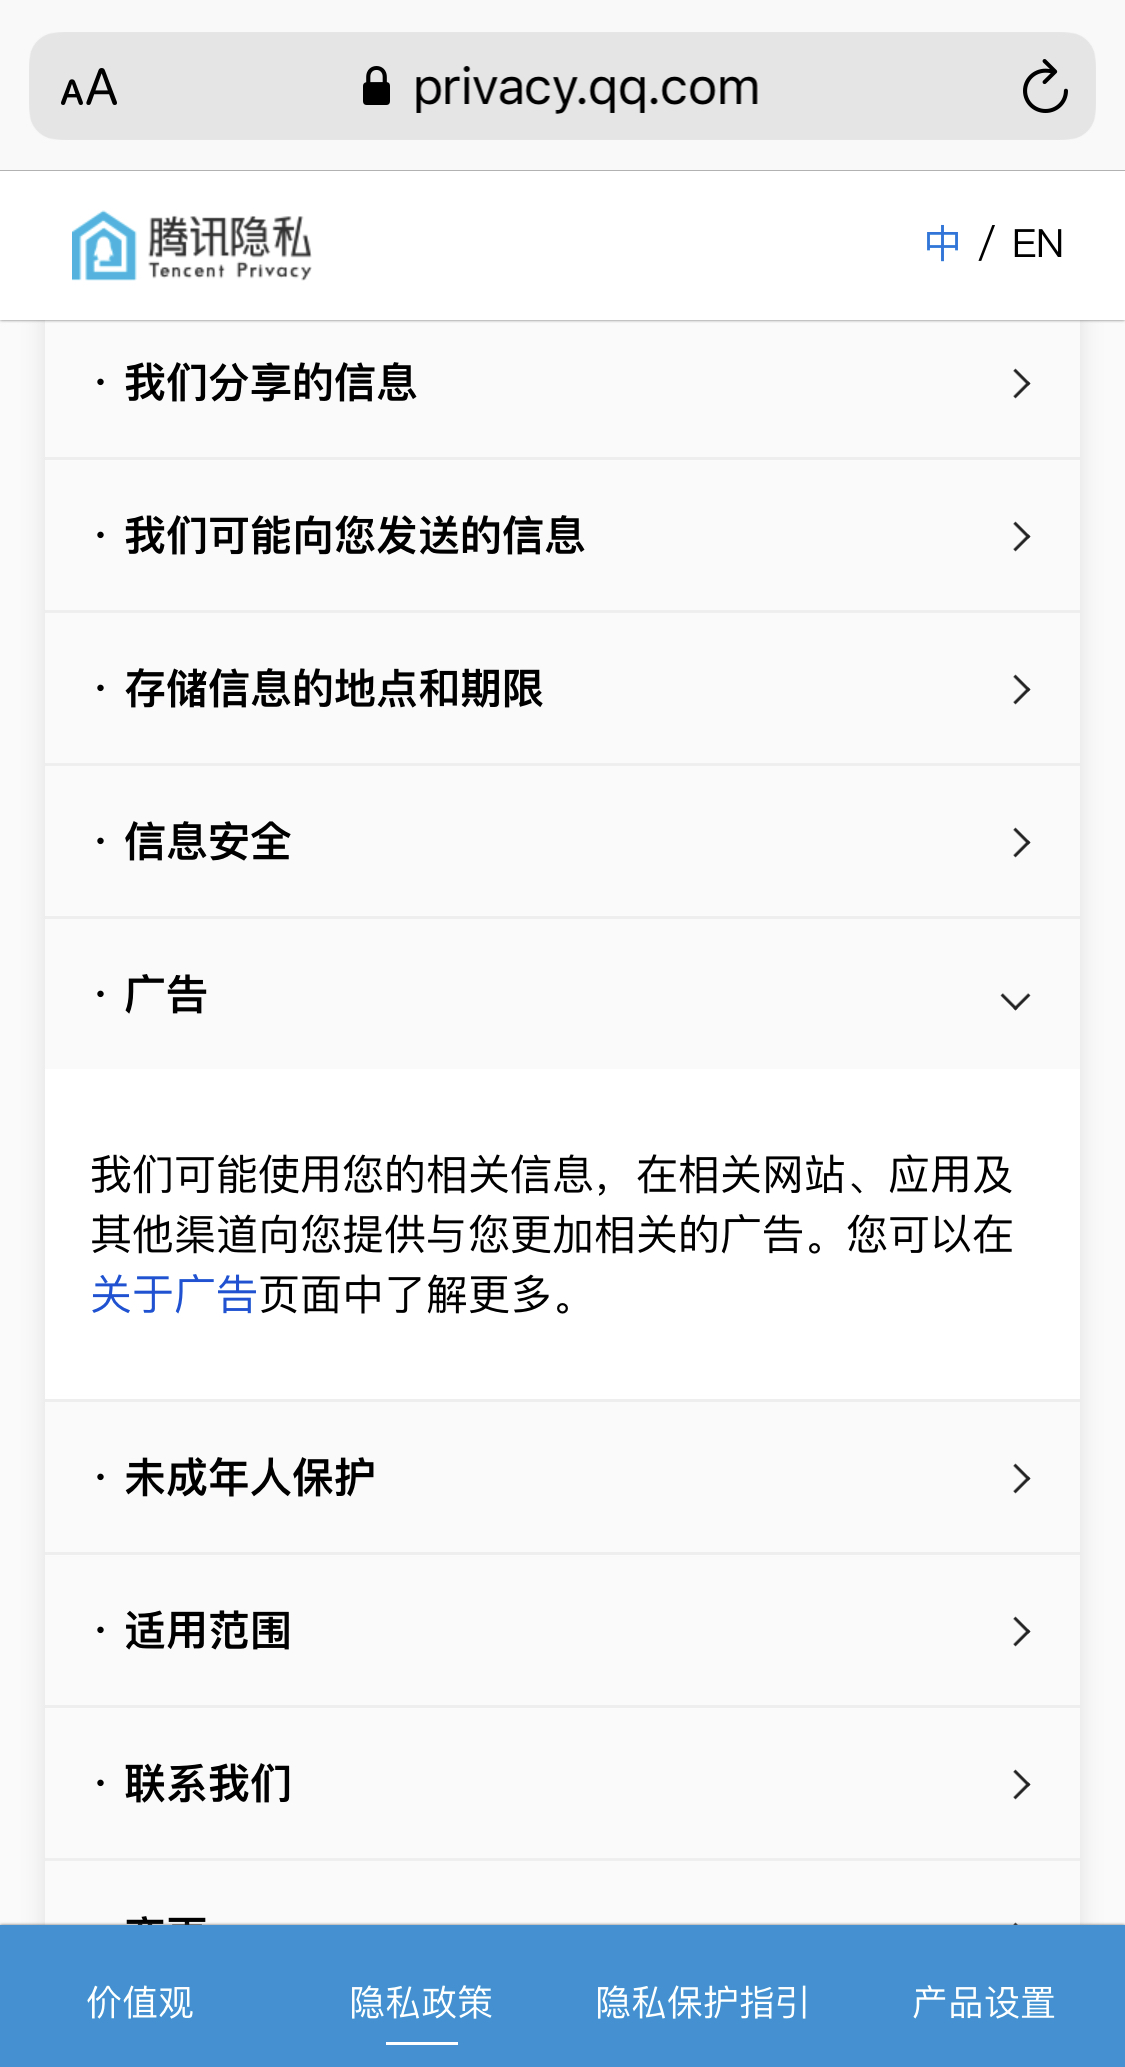 AA privacy.qq.com
腾讯隐私
Tencent Privacy
中 / EN
· 我们分享的信息
· 我们可能向您发送的信息
· 存储信息的地点和期限
· 信息安全
· 广告
我们可能使用您的相关信息，在相关网站、应用及
其他渠道向您提供与您更加相关的广告。您可以在
关于广告页面中了解更多。
· 未成年人保护
· 适用范围
· 联系我们
价值观 隐私政策 隐私保护指引 产品设置